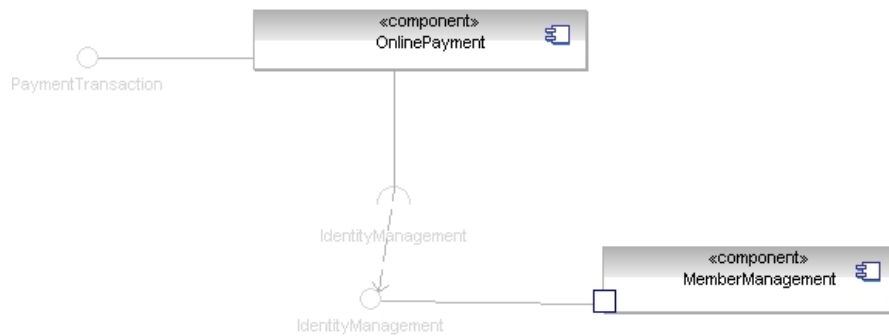 «component»
OnlinePayment
PaymentTransaction
IdentityManagement
«component»
MemberManagement
IdentityManagement